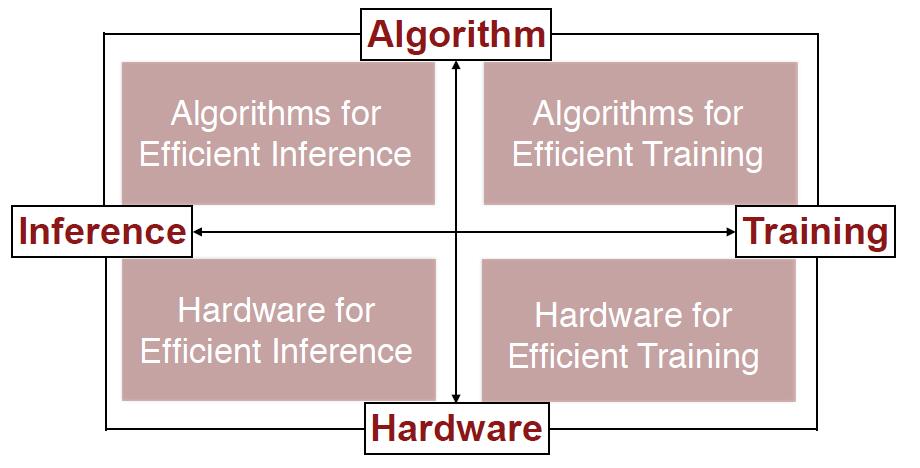 Algorithm
Algorithms for
Efficient Inference
Algorithms for
Efficient Training
Inference
Training
Hardware for
Efficient Inference
Hardware for
Efficient Training
Hardware